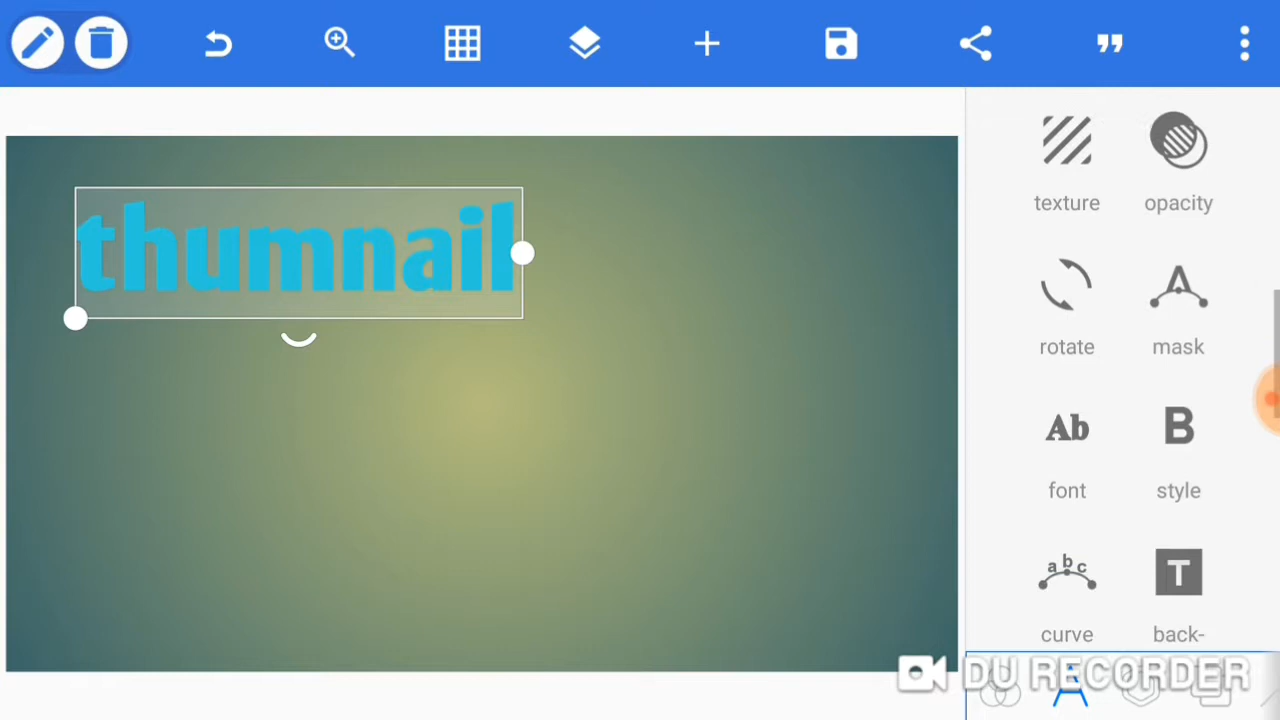 thumnail
texture
opacity
rotate
A
mask
Ab
font
B
style
abc
curve
T
back-
DU RECORDER